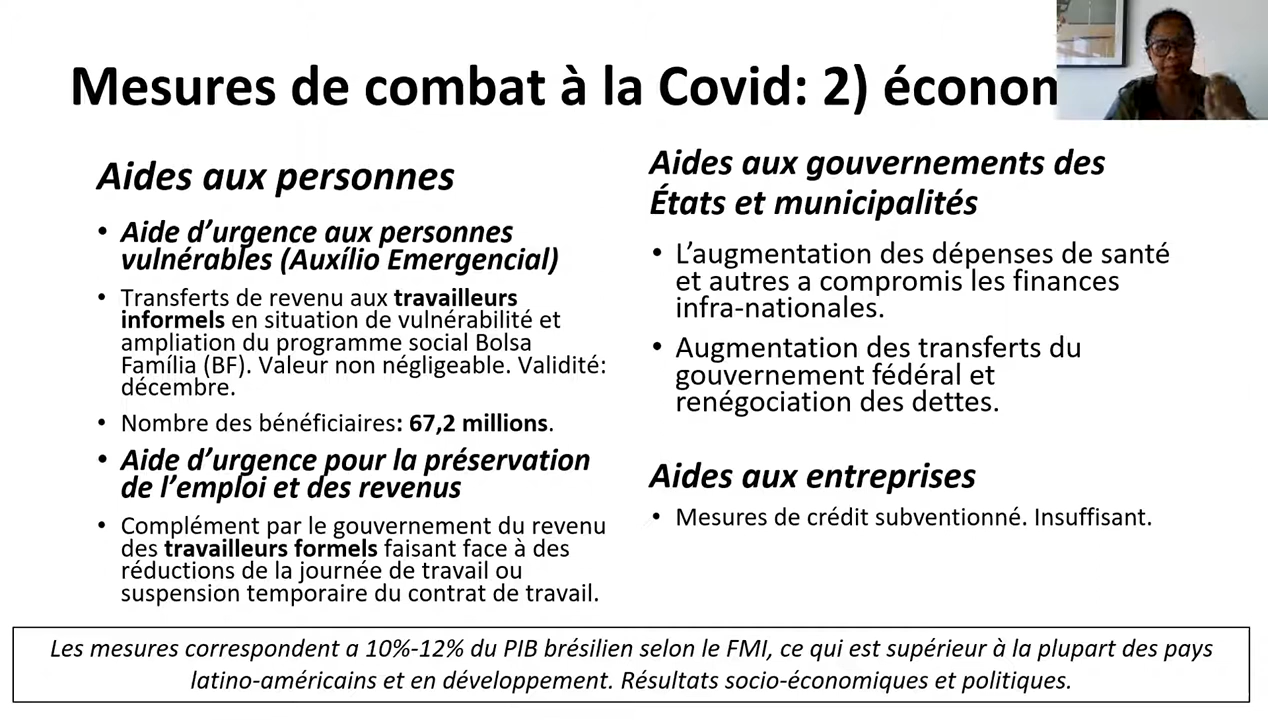 Mesures de combat à la Covid: 2) économ
Aides aux personnes
• Aide d’urgence aux personnes
vulnérables (Auxílio Emergencial)
• Transferts de revenu aux travailleurs
informels en situation de vulnérabilité et
ampliation du programme social Bolsa
Família (BF). Valeur non négligeable. Validité:
décembre.
• Nombre des bénéficiaires: 67,2 millions.
• Aide d’urgence pour la préservation
de l’emploi et des revenus
• Complément par le gouvernement du revenu
des travailleurs formels faisant face à des
réductions de la journée de travail ou
suspension temporaire du contrat de travail.
Aides aux gouvernements des
États et municipalités
• L’augmentation des dépenses de santé
et autres a compromis les finances
infra-nationales.
• Augmentation des transferts du
gouvernement fédéral et
renégociation des dettes.
Aides aux entreprises
• Mesures de crédit subventionné. Insuffisant.
Les mesures correspondent a 10%-12% du PIB brésilien selon le FMI, ce qui est supérieur à la plupart des pays
latino-américains et en développement. Résultats socio-économiques et politiques.